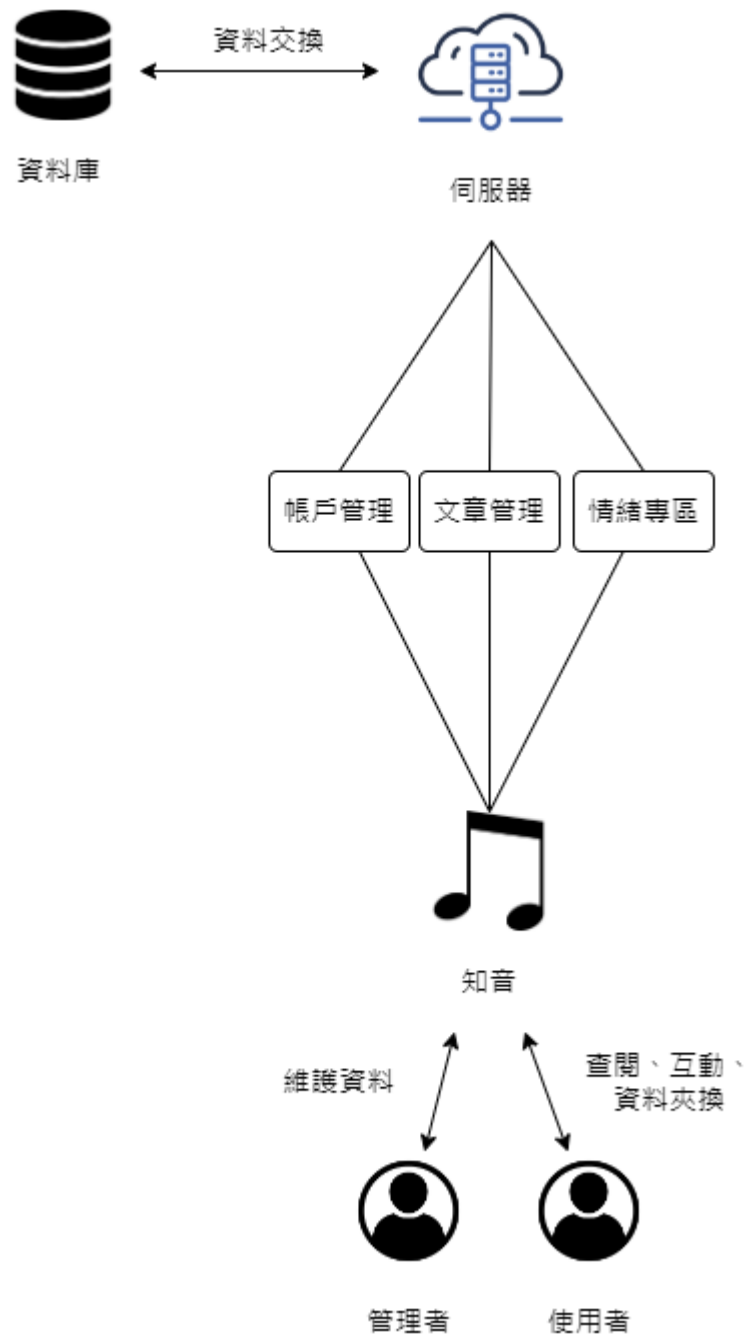 資料交換
資料庫
伺服器
帳戶管理
文章管理
情緒專區
知音
維護資料
查閱、互動、
資料夾換
管理者
使用者